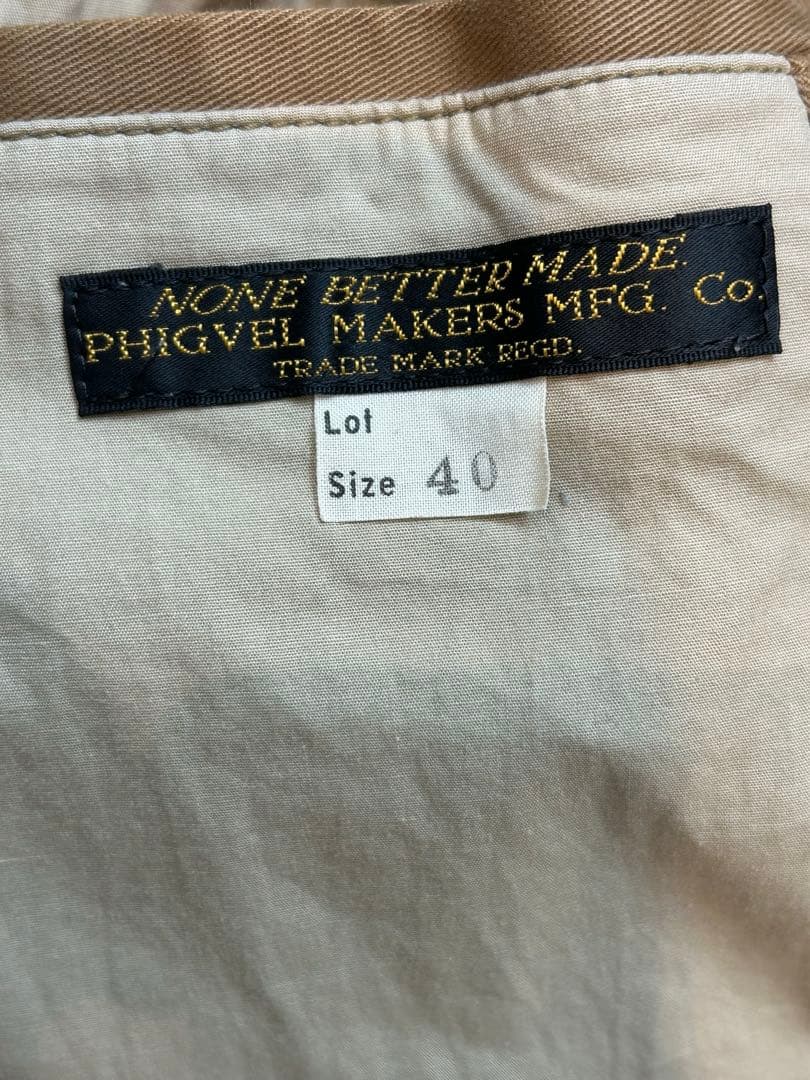 NONE BETTER MADE.
PHIGVEL MAKERS MFG. Co.
TRADE MARK REGD.
Lot
Size 40